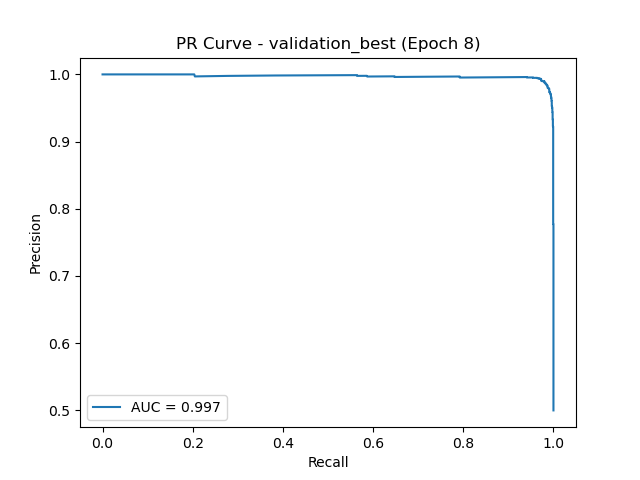 PR Curve - validation_best (Epoch 8)
1.0
0.9
0.8
0.7
0.6
0.5
Precision
AUC = 0.997
0.0 0.2 0.4 0.6 0.8 1.0
Recall